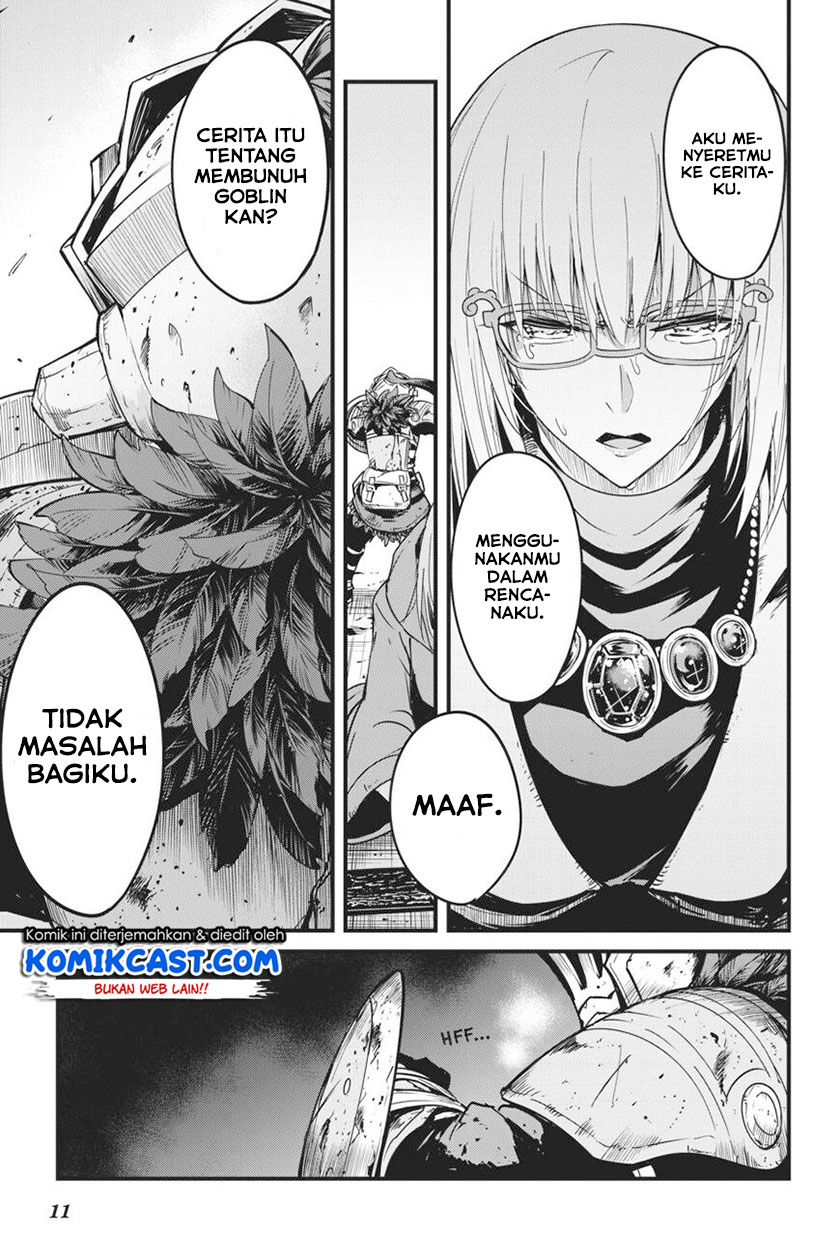 AKU ME-
NYERETMU
KE CERITA-
KU.
MENGGU-
NAKANMU
DALAM
RENCA-
NAKU.
MAAF.
CERITA ITU
TENTANG
MEMBUNUH
GOBLIN
KAN?
TIDAK
MASALAH
BAGIKU.
Komik ini diterjemahkan & diedit oleh
KOMIKCAST.COM
BUKAN WEB LAIN!!
HFF...
11